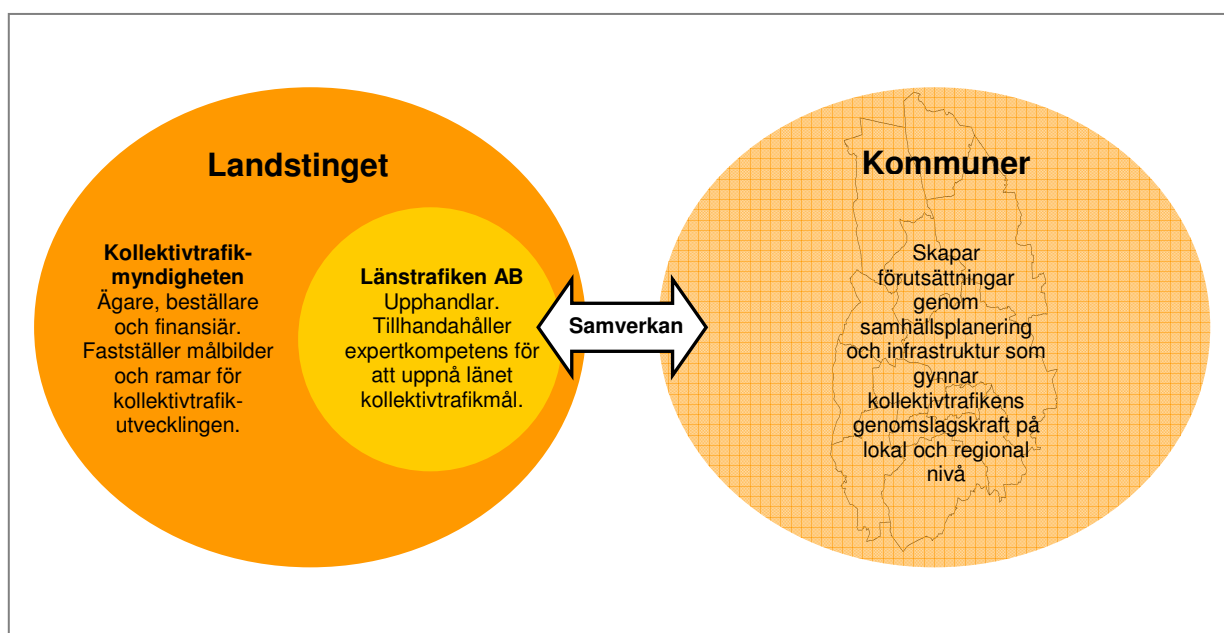 Landstinget
Kollektivtrafik-
myndigheten
Ägare, beställare
och finansiär.
Fastställer målbilder
och ramar för
kollektivtrafik-
utvecklingen.
Länstrafiken AB
Upphandlar.
Tillhandahåller
expertkompetens för
att uppnå länet
kollektivtrafikmål.
Samverkan
Kommuner
Skapar
förutsättningar
genom
samhällsplanering
och infrastruktur som
gynnar
kollektivtrafikens
genomslagskraft på
lokal och regional
nivå